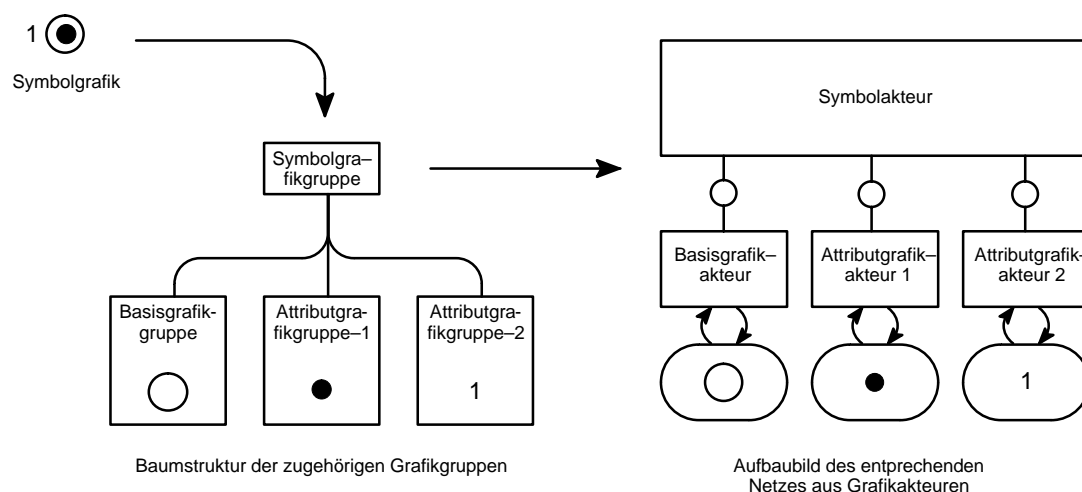 1
Symbolgrafik
Symbolgra–
fikgruppe
Basisgrafik-
gruppe
Attributgra-
fikgruppe–1
Attributgra-
fikgruppe–2
1
Baumstruktur der zugehörigen Grafikgruppen
Symbolakteur
Basisgrafik-
akteur
Attributgrafik-
akteur 1
Attributgrafik-
akteur 2
1
Aufbaubild des entprechenden
Netzes aus Grafikakteuren